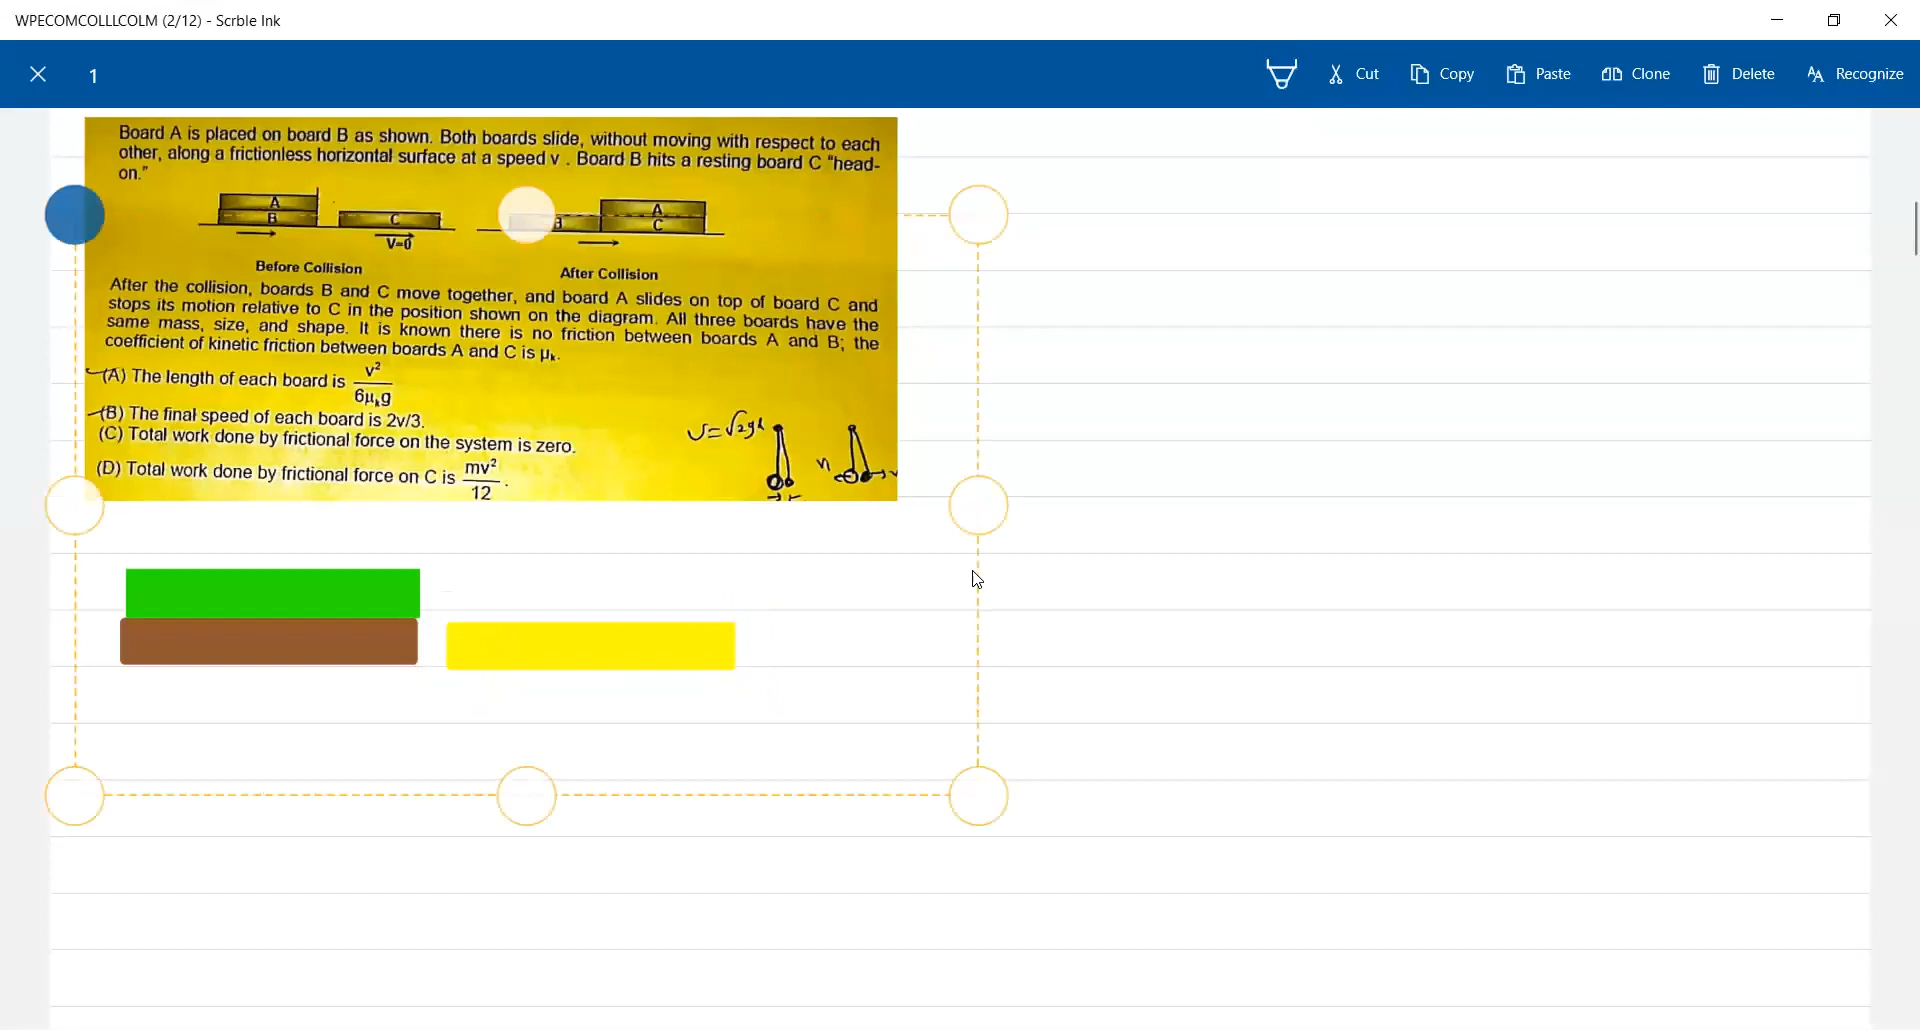 WPECOMCOLLLCOLM (2/12) - Scrble Ink
1
Cut
Copy
Paste
Clone
Delete
Recognize
Board A is placed on board B as shown. Both boards slide, without moving with respect to each
other, along a frictionless horizontal surface at a speed v . Board B hits a resting board C "head-
on."
A
B
C
V=0
B
A
C
Before Collision
After Collision
After the collision, boards B and C move together, and board A slides on top of board C and
stops its motion relative to C in the position shown on the diagram. All three boards have the
same mass, size, and shape. It is known there is no friction between boards A and B; the
coefficient of kinetic friction between boards A and C is μk.
(A) The length of each board is v²/6μkg
(B) The final speed of each board is 2v/3.
(C) Total work done by frictional force on the system is zero.
(D) Total work done by frictional force on C is mv²/12 .